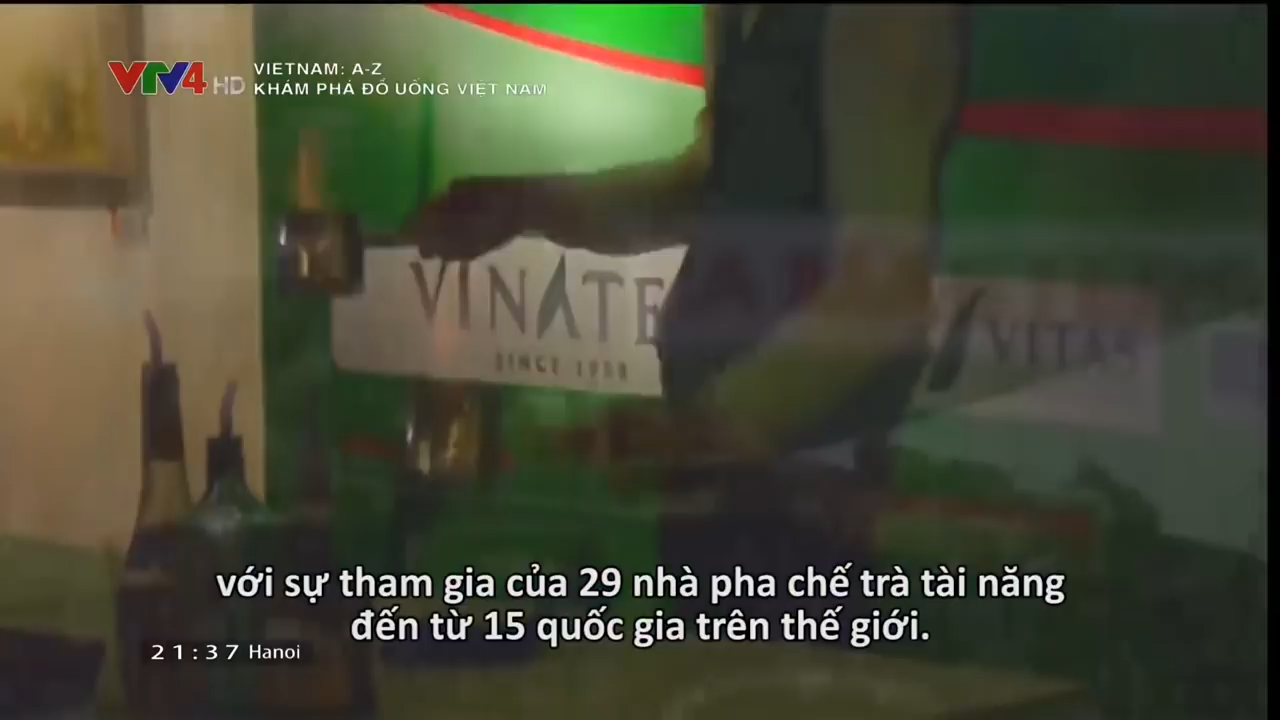 VTV4 HD
VIETNAM: A-Z
KHÁM PHÁ ĐỒ UỐNG VIỆT NAM
VINATE
SINCE 1958
VITAS
với sự tham gia của 29 nhà pha chế trà tài năng
đến từ 15 quốc gia trên thế giới.
21:37 Hanoi